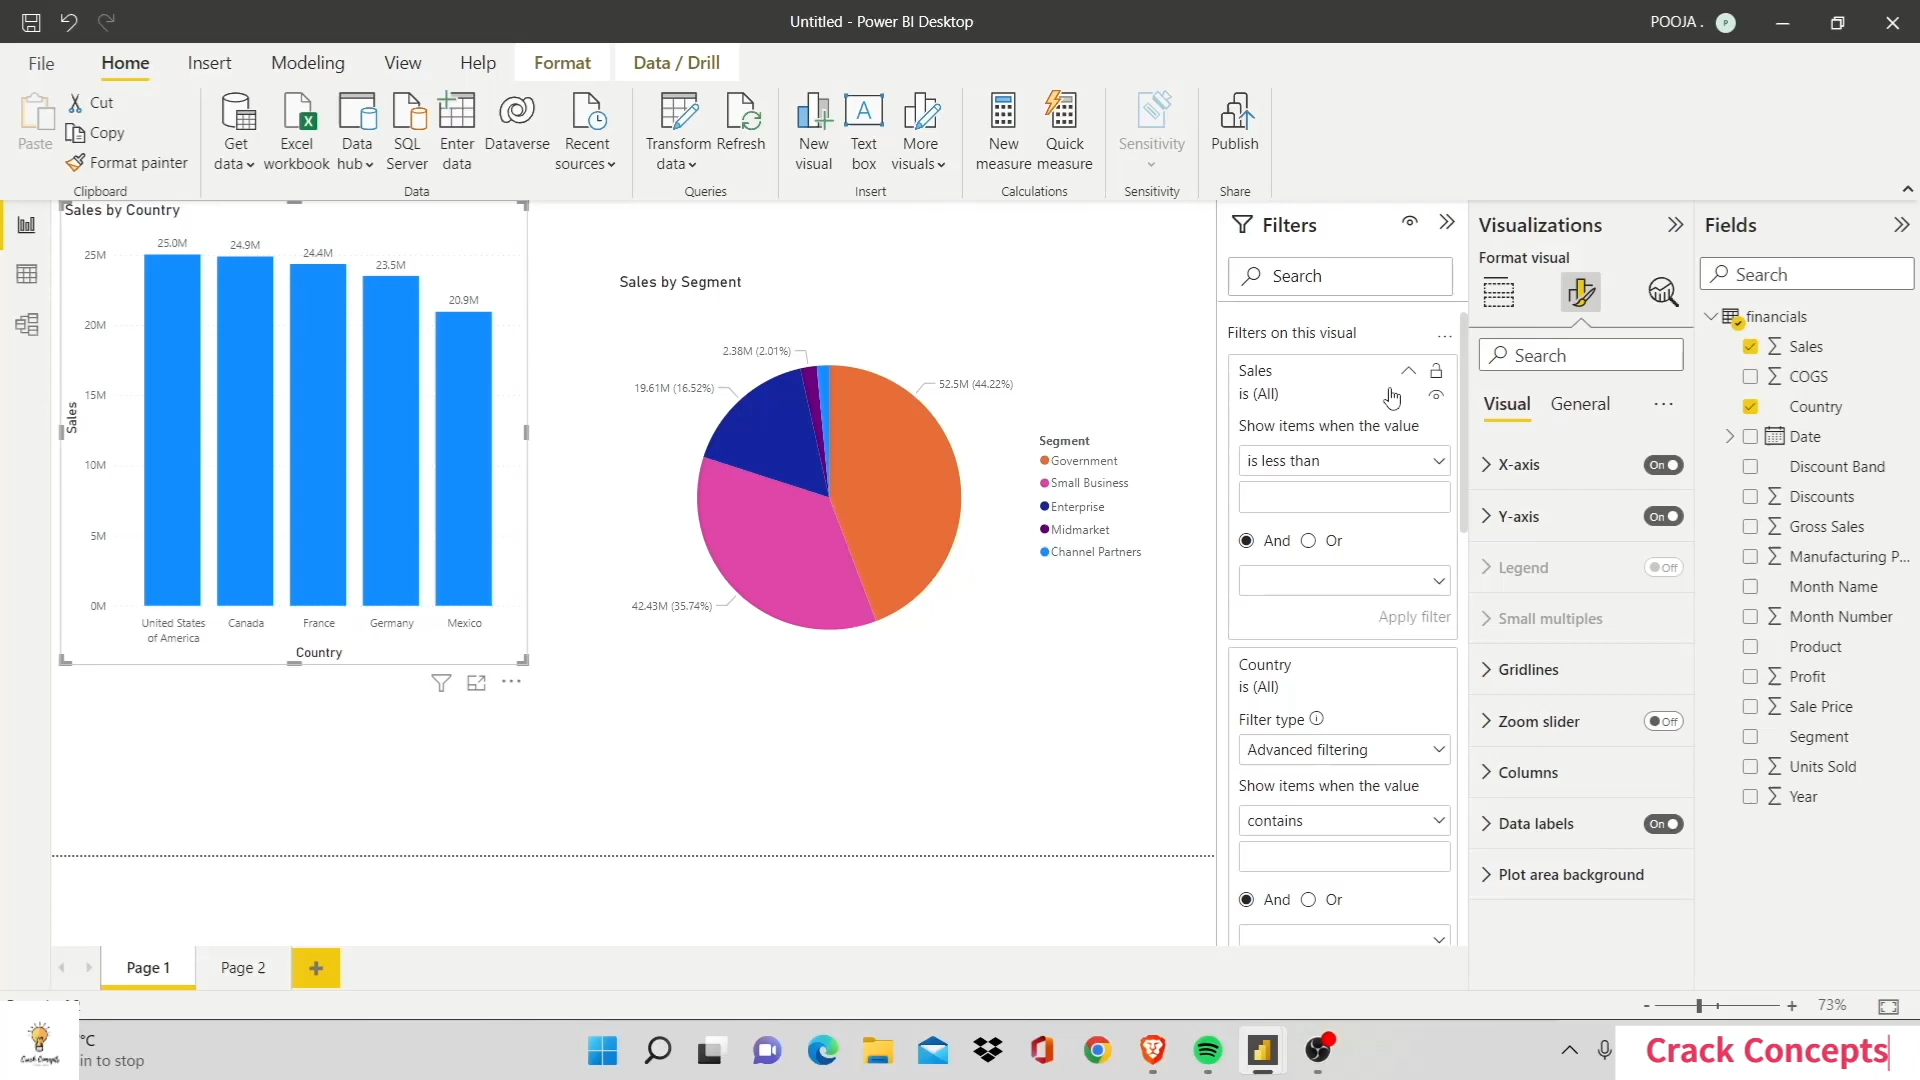 Untitled - Power BI Desktop
POOJA .
P
File
Home
Insert
Modeling
View
Help
Format
Data / Drill
Paste
Cut
Copy
Format painter
Clipboard
Get data
Excel workbook
Data hub
SQL Server
Enter data
Dataverse
Recent sources
Data
Transform data
Refresh
Queries
New visual
Text box
More visuals
Insert
New measure
Quick measure
Calculations
Sensitivity
Sensitivity
Publish
Share
Sales by Country
25M
20M
15M
10M
5M
0M
Sales
25.0M
24.9M
24.4M
23.5M
20.9M
United States of America
Canada
France
Germany
Mexico
Country
Sales by Segment
2.38M (2.01%)
19.61M (16.52%)
52.5M (44.22%)
42.43M (35.74%)
Segment
Government
Small Business
Enterprise
Midmarket
Channel Partners
Filters
Search
Filters on this visual
Sales
is (All)
Show items when the value
is less than
And
Or
Apply filter
Country
is (All)
Filter type
Advanced filtering
Show items when the value
contains
And
Or
Visualizations
Format visual
Search
Visual
General
X-axis
On
Y-axis
On
Legend
Off
Small multiples
Gridlines
Zoom slider
Off
Columns
Data labels
On
Plot area background
Fields
Search
financials
Sales
COGS
Country
Date
Discount Band
Discounts
Gross Sales
Manufacturing P...
Month Name
Month Number
Product
Profit
Sale Price
Segment
Units Sold
Year
Page 1
Page 2
73%
°C
in to stop
Crack Concepts
Crack Concepts